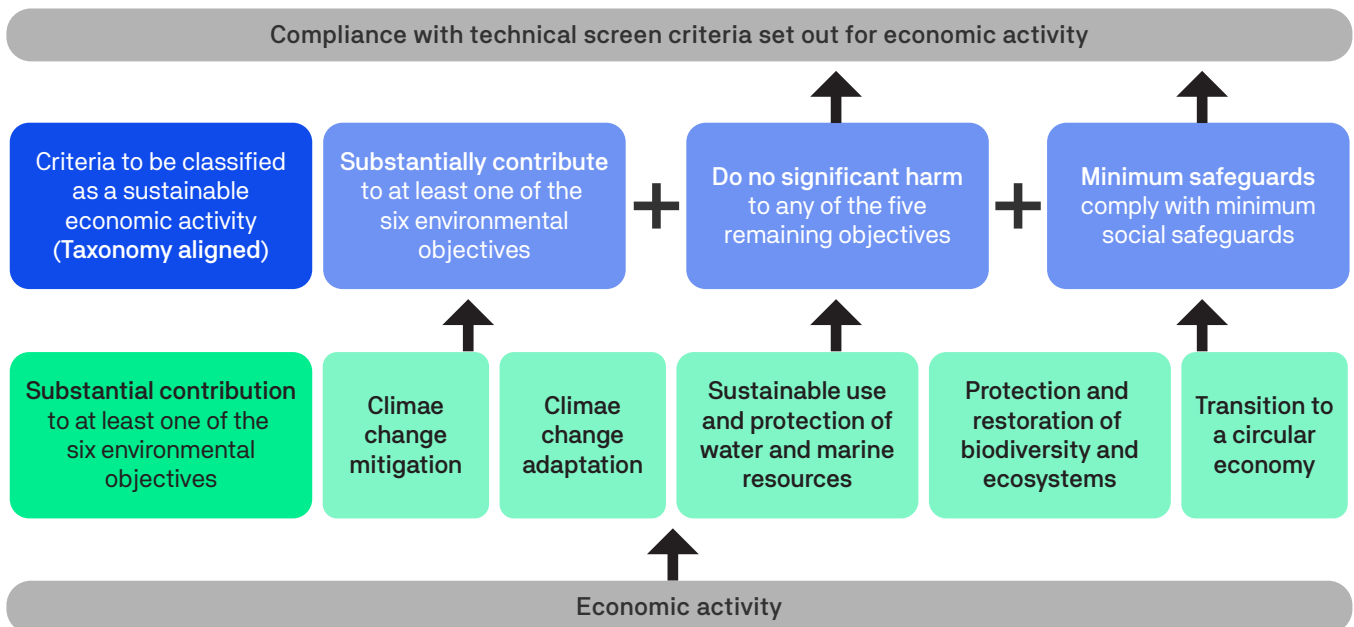 Compliance with technical screen criteria set out for economic activity
Criteria to be classified
as a sustainable
economic activity
(Taxonomy aligned)
Substantially contribute
to at least one of the
six environmental
objectives
+
Do no significant harm
to any of the five
remaining objectives
+
Minimum safeguards
comply with minimum
social safeguards
Substantial contribution
to at least one of the
six environmental
objectives
Climae
change
mitigation
Climae
change
adaptation
Sustainable use
and protection of
water and marine
resources
Protection and
restoration of
biodiversity and
ecosystems
Transition to
a circular
economy
Economic activity